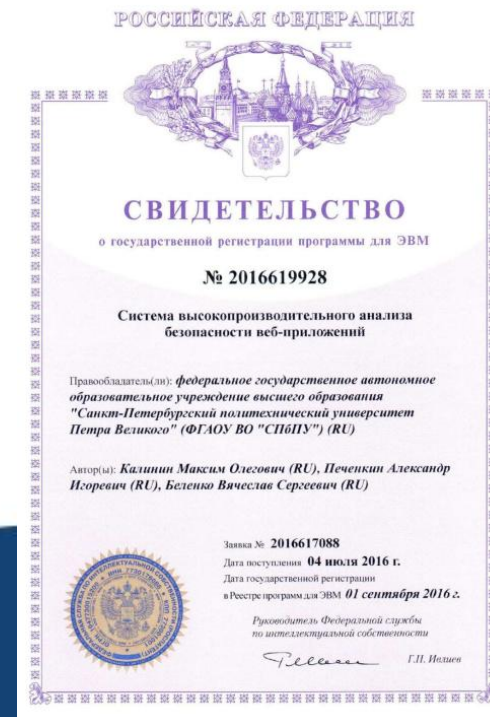 РОССИЙСКАЯ ФЕДЕРАЦИЯ
СВИДЕТЕЛЬСТВО
о государственной регистрации программы для ЭВМ
№ 2016619928
Система высокопроизводительного анализа
безопасности веб-приложений
Правообладатель(ли): федеральное государственное автономное
образовательное учреждение высшего образования
"Санкт-Петербургский политехнический университет
Петра Великого" (ФГАОУ ВО "СПбПУ") (RU)
Автор(ы): Калинин Максим Олегович (RU), Печенкин Александр
Игоревич (RU), Беленко Вячеслав Сергеевич (RU)
Заявка № 2016617088
Дата поступления 04 июля 2016 г.
Дата государственной регистрации
в Реестре программ для ЭВМ 01 сентября 2016 г.
Руководитель Федеральной службы
по интеллектуальной собственности
Г.П. Ивлиев